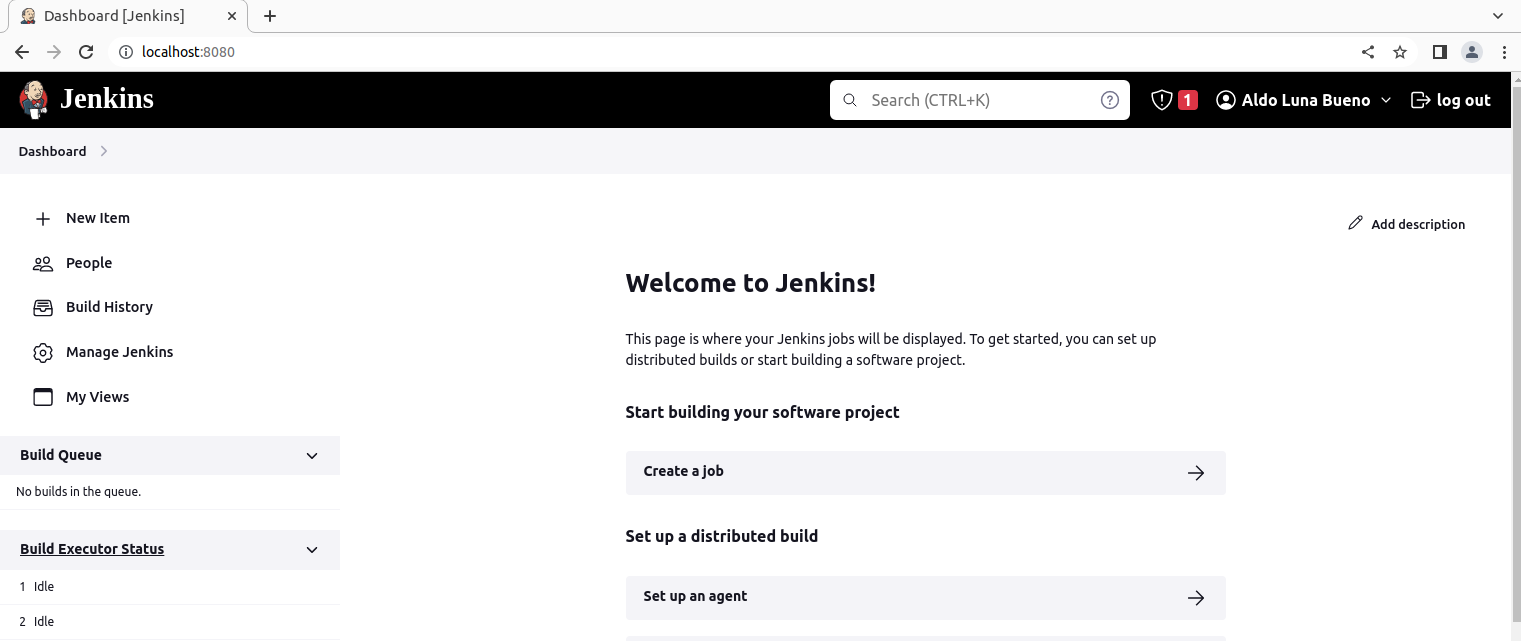 Dashboard [Jenkins]
localhost:8080
Jenkins
Search (CTRL+K)
1
Aldo Luna Bueno
log out
Dashboard
New Item
People
Build History
Manage Jenkins
My Views
Build Queue
No builds in the queue.
Build Executor Status
1 Idle
2 Idle
Add description
Welcome to Jenkins!
This page is where your Jenkins jobs will be displayed. To get started, you can set up
distributed builds or start building a software project.
Start building your software project
Create a job
Set up a distributed build
Set up an agent